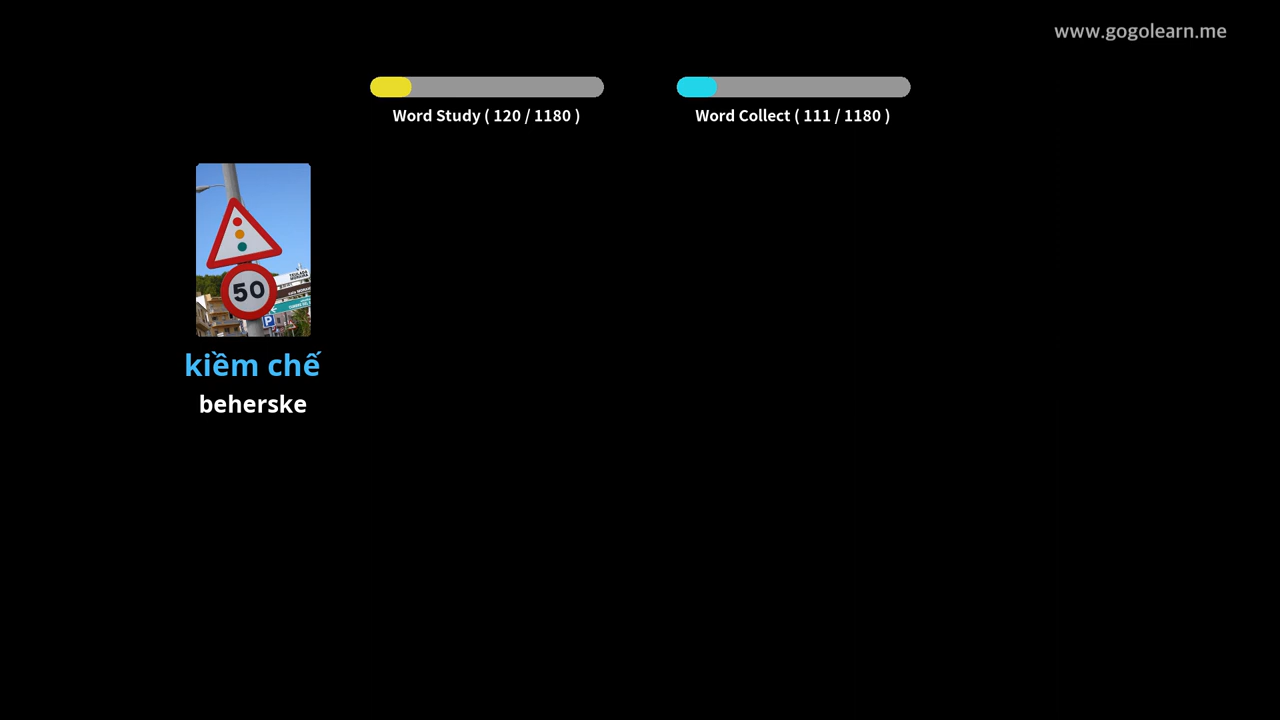 www.gogolearn.me
Word Study ( 120 / 1180 )
Word Collect ( 111 / 1180 )
50
P
kiềm chế
beherske